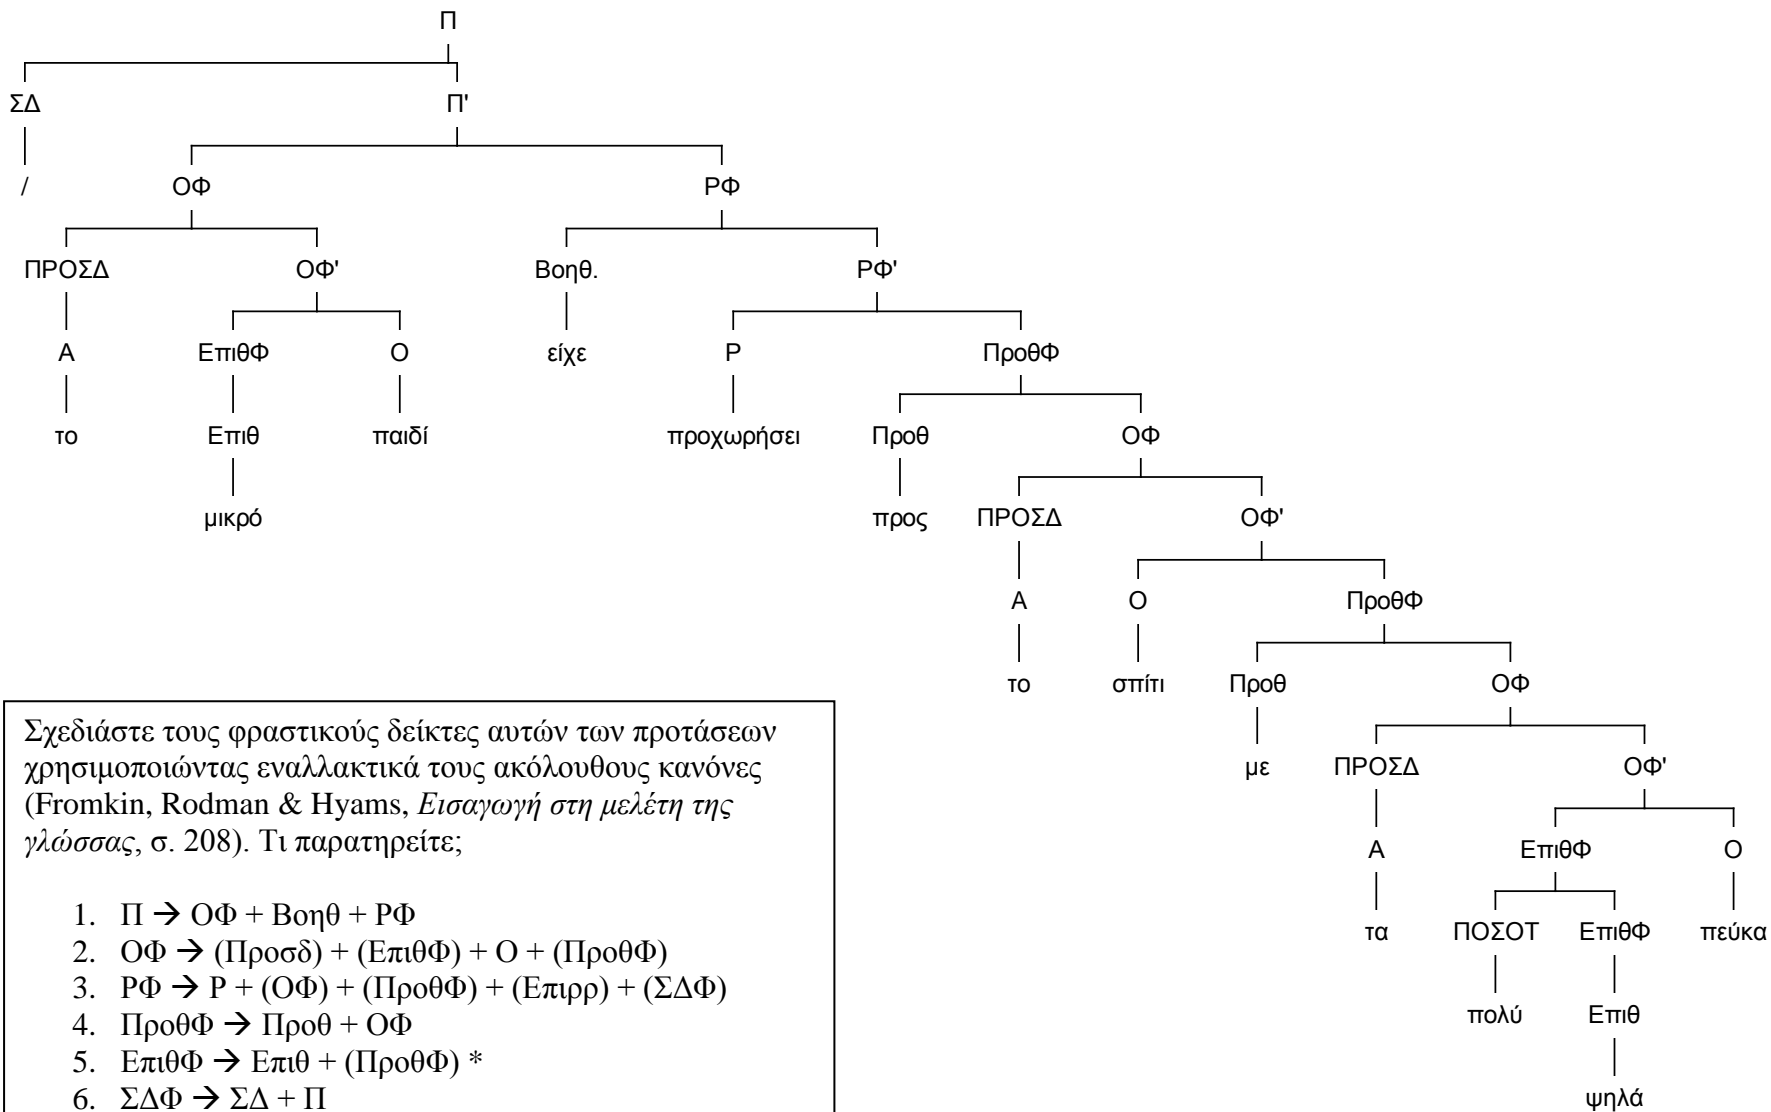 Π
ΣΔ Π'
/ ΟΦ ΡΦ
ΠΡΟΣΔ ΟΦ' Βοηθ. ΡΦ'
Α ΕπιθΦ Ο είχε Ρ ΠροθΦ
το Επιθ παιδί προχωρήσει Προθ ΟΦ
μικρό προς ΠΡΟΣΔ ΟΦ'
Α Ο ΠροθΦ
το σπίτι Προθ ΟΦ
με ΠΡΟΣΔ ΟΦ'
Α ΕπιθΦ Ο
τα ΠΟΣΟΤ ΕπιθΦ πεύκα
πολύ Επιθ
ψηλά
Σχεδιάστε τους φραστικούς δείκτες αυτών των προτάσεων
χρησιμοποιώντας εναλλακτικά τους ακόλουθους κανόνες
(Fromkin, Rodman & Hyams, Εισαγωγή στη μελέτη της
γλώσσας, σ. 208). Τι παρατηρείτε;
1. Π → ΟΦ + Βοηθ + ΡΦ
2. ΟΦ → (Προσδ) + (ΕπιθΦ) + Ο + (ΠροθΦ)
3. ΡΦ → Ρ + (ΟΦ) + (ΠροθΦ) + (Επιρρ) + (ΣΔΦ)
4. ΠροθΦ → Προθ + ΟΦ
5. ΕπιθΦ → Επιθ + (ΠροθΦ) *
6. ΣΔΦ → ΣΔ + Π